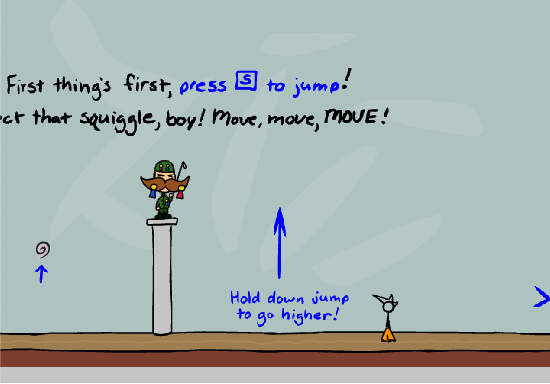 First thing's first, press S to jump!
ct that squiggle, boy! Move, move, MOVE!
Hold down jump
to go higher!